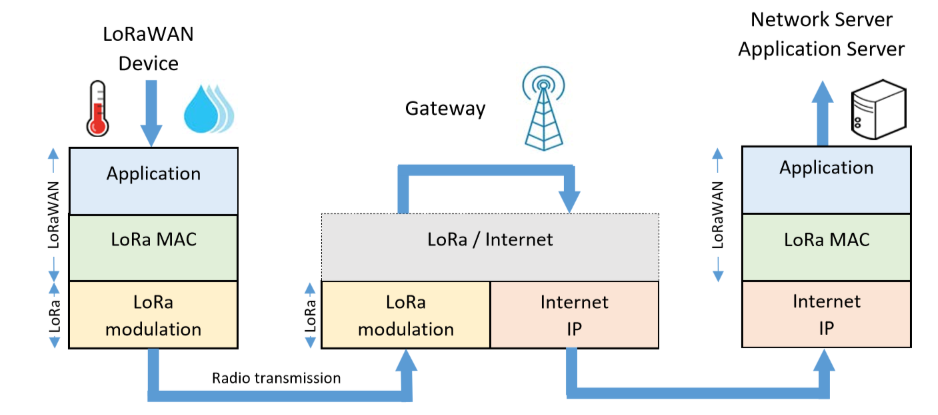 LoRaWAN
Device
Application
LoRa MAC
LoRa
modulation
LoRaWAN
LoRa
Radio transmission
Gateway
LoRa / Internet
LoRa
modulation
Internet
IP
LoRa
Network Server
Application Server
Application
LoRa MAC
Internet
IP
LoRaWAN